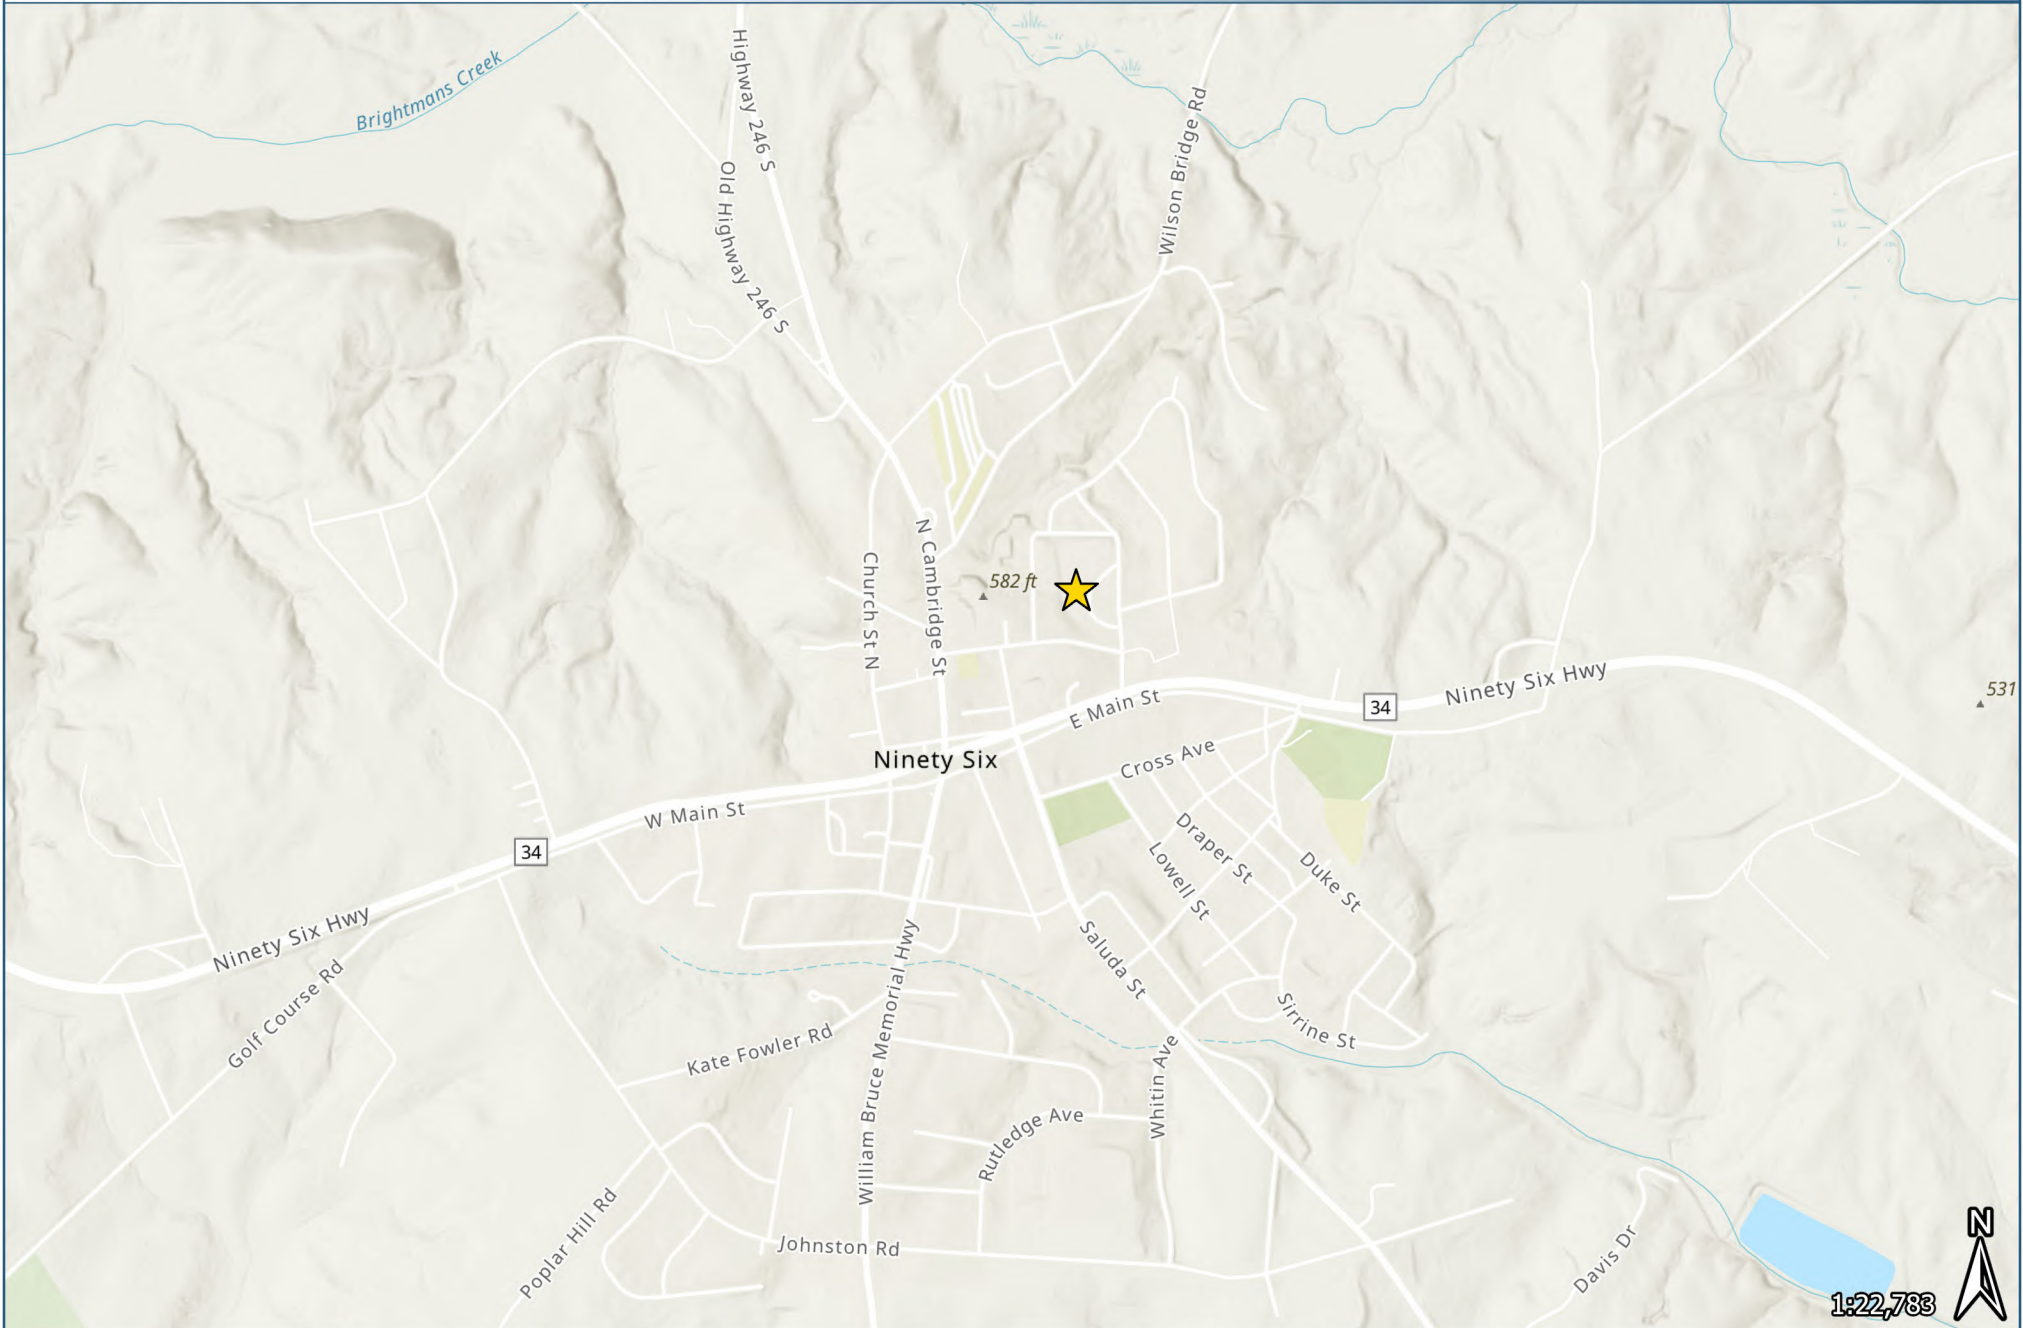 Brightmans Creek
Highway 246 S
Old Highway 246 S
Wilson Bridge Rd
N Cambridge St
Church St N
582 ft
E Main St
34
Ninety Six Hwy
531
Ninety Six
Cross Ave
W Main St
34
Draper St
Lowell St
Duke St
Ninety Six Hwy
Golf Course Rd
Saluda St
William Bruce Memorial Hwy
Kate Fowler Rd
Sirrine St
Whitin Ave
Rutledge Ave
Poplar Hill Rd
Johnston Rd
Davis Dr
N
1:22,783